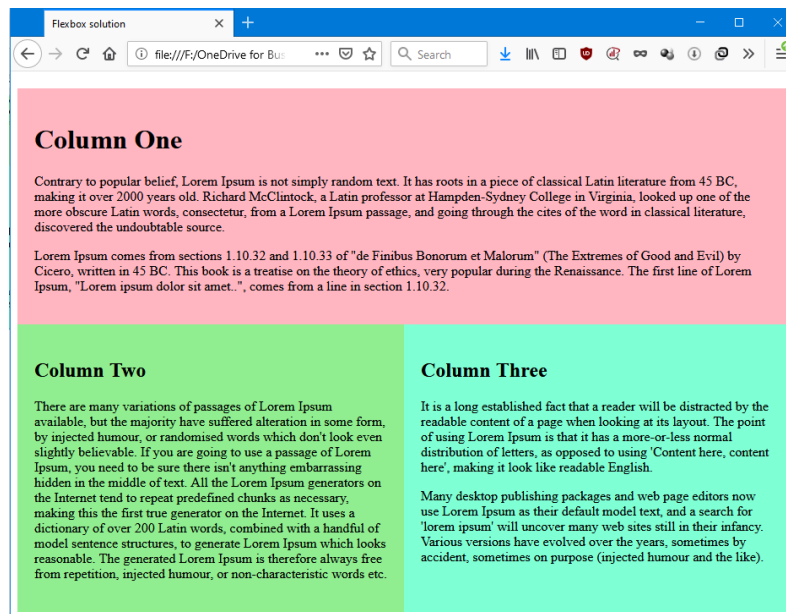 Flexbox solution
file:///F:/OneDrive for Bus
Search
Column One
Contrary to popular belief, Lorem Ipsum is not simply random text. It has roots in a piece of classical Latin literature from 45 BC,
making it over 2000 years old. Richard McClintock, a Latin professor at Hampden-Sydney College in Virginia, looked up one of the
more obscure Latin words, consectetur, from a Lorem Ipsum passage, and going through the cites of the word in classical literature,
discovered the undoubtable source.
Lorem Ipsum comes from sections 1.10.32 and 1.10.33 of "de Finibus Bonorum et Malorum" (The Extremes of Good and Evil) by
Cicero, written in 45 BC. This book is a treatise on the theory of ethics, very popular during the Renaissance. The first line of Lorem
Ipsum, "Lorem ipsum dolor sit amet..", comes from a line in section 1.10.32.
Column Two
There are many variations of passages of Lorem Ipsum
available, but the majority have suffered alteration in some form,
by injected humour, or randomised words which don't look even
slightly believable. If you are going to use a passage of Lorem
Ipsum, you need to be sure there isn't anything embarrassing
hidden in the middle of text. All the Lorem Ipsum generators on
the Internet tend to repeat predefined chunks as necessary,
making this the first true generator on the Internet. It uses a
dictionary of over 200 Latin words, combined with a handful of
model sentence structures, to generate Lorem Ipsum which looks
reasonable. The generated Lorem Ipsum is therefore always free
from repetition, injected humour, or non-characteristic words etc.
Column Three
It is a long established fact that a reader will be distracted by the
readable content of a page when looking at its layout. The point
of using Lorem Ipsum is that it has a more-or-less normal
distribution of letters, as opposed to using 'Content here, content
here', making it look like readable English.
Many desktop publishing packages and web page editors now
use Lorem Ipsum as their default model text, and a search for
'lorem ipsum' will uncover many web sites still in their infancy.
Various versions have evolved over the years, sometimes by
accident, sometimes on purpose (injected humour and the like).